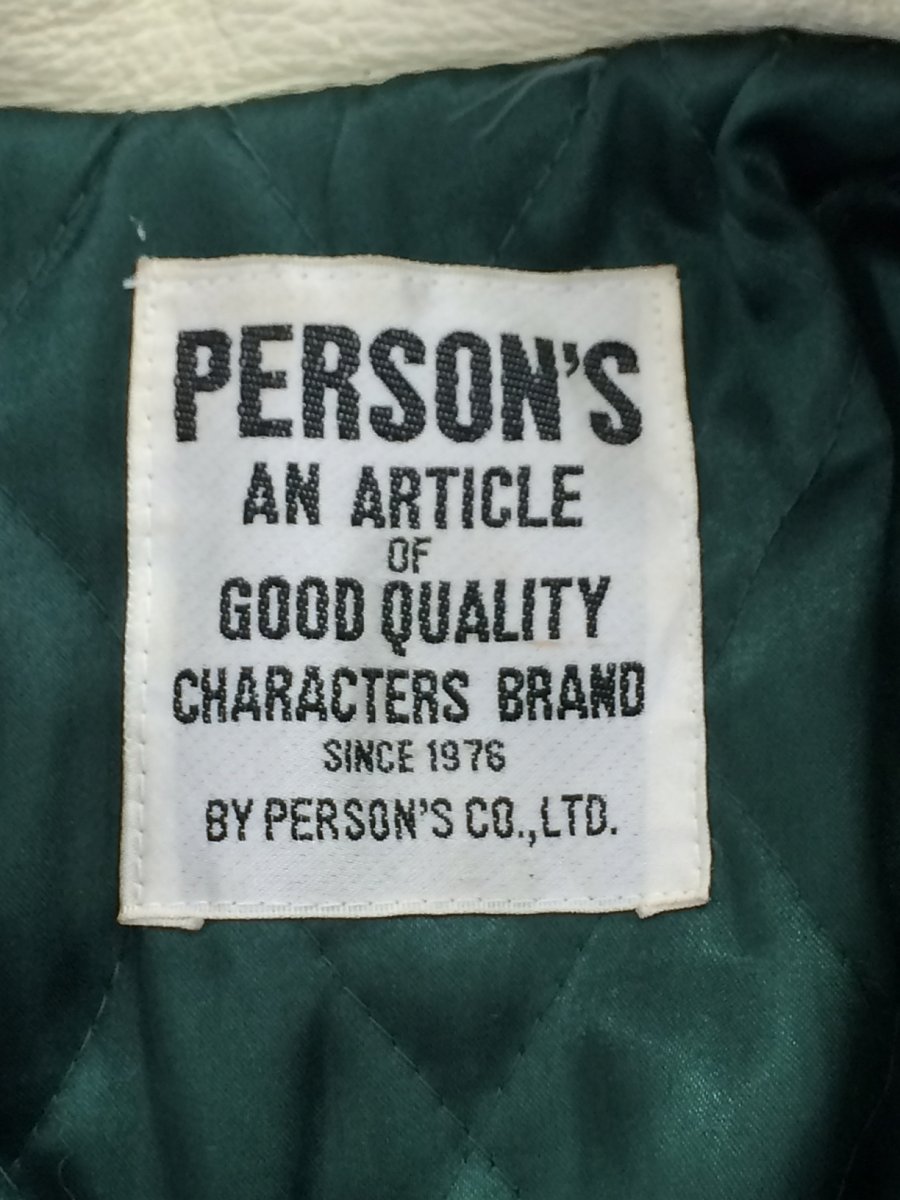 PERSON'S
AN ARTICLE
OF
GOOD QUALITY
CHARACTERS BRAND
SINCE 1976
BY PERSON'S CO.,LTD.